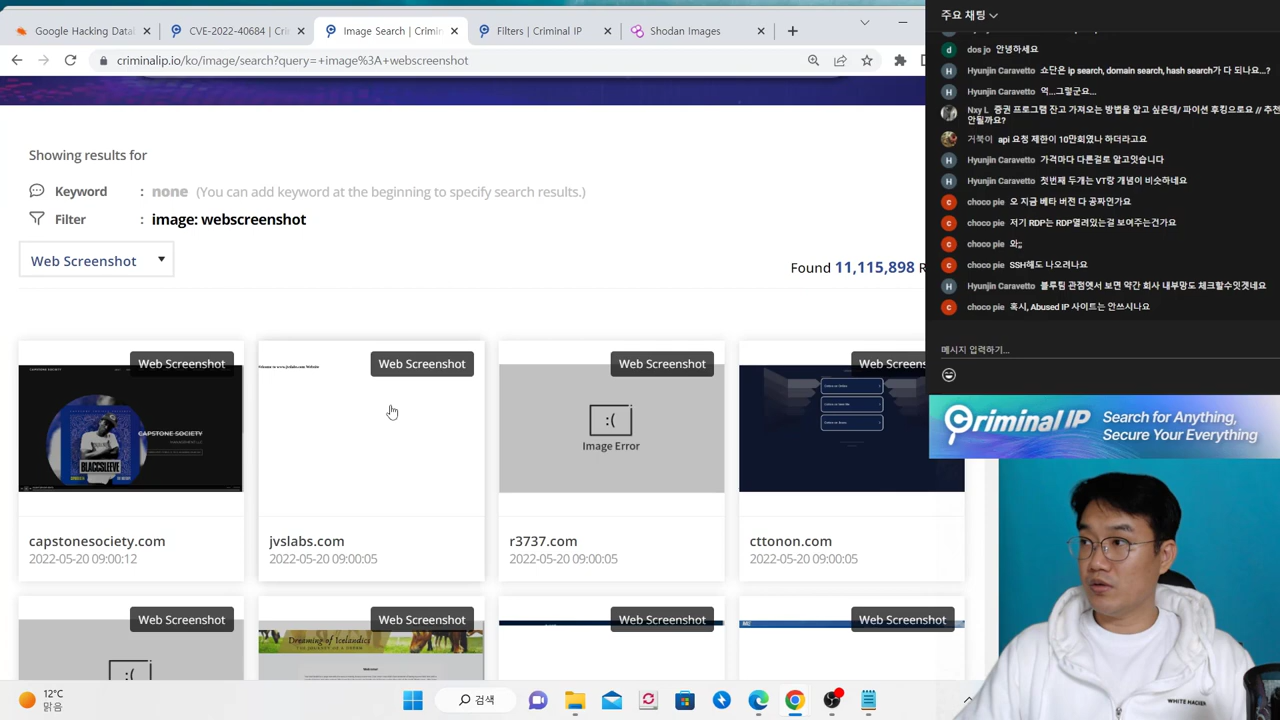 Google Hacking Datal
CVE-2022-40684 | C
Image Search | Crimin
Filters | Criminal IP
Shodan Images
criminalip.io/ko/image/search?query=+image%3A+webscreenshot
Showing results for
Keyword : none (You can add keyword at the beginning to specify search results.)
Filter : image: webscreenshot
Web Screenshot
Found 11,115,898 R
Web Screenshot
Web Screenshot
Web Screenshot
Web Screens
CAPSTONE SOCIETY
CAPSTONE SOCIETY
BLACCSLEEVE
Welcome to www.jvslabs.com Website
:(
Image Error
capstonesociety.com
2022-05-20 09:00:12
jvslabs.com
2022-05-20 09:00:05
r3737.com
2022-05-20 09:00:05
cttonon.com
2022-05-20 09:00:05
Web Screenshot
Web Screenshot
Web Screenshot
Web Screenshot
Dreaming of Icelandics
12°C
맑음
검색
주요 채팅
d dos jo 안녕하세요
H Hyunjin Caravetto 쇼단은 ip search, domain search, hash search가 다 되나요...?
H Hyunjin Caravetto 억...그렇군요...
Nxy L 증권 프로그램 잔고 가져오는 방법을 알고 싶은데/ 파이션 후킹으로요 // 추천
안될까요?
거북이 api 요청 제한이 10만회였나 하더라고요
H Hyunjin Caravetto 가격마다 다른걸로 알고잇습니다
H Hyunjin Caravetto 첫번째 두개는 VT랑 개념이 비슷하네요
c choco pie 오 지금 베타 버전 다 공짜인가요
c choco pie 저기 RDP는 RDP열려있는걸 보여주는건가요
c choco pie 와;;
c choco pie SSH해도 나오려나요
H Hyunjin Caravetto 블루팀 관점앳서 보면 약간 회사 내부망도 체크할수잇겟네요
c choco pie 혹시, Abused IP 사이트는 안쓰시나요
메시지 입력하기...
Criminal IP
Search for Anything,
Secure Your Everything
WHITE HACKER